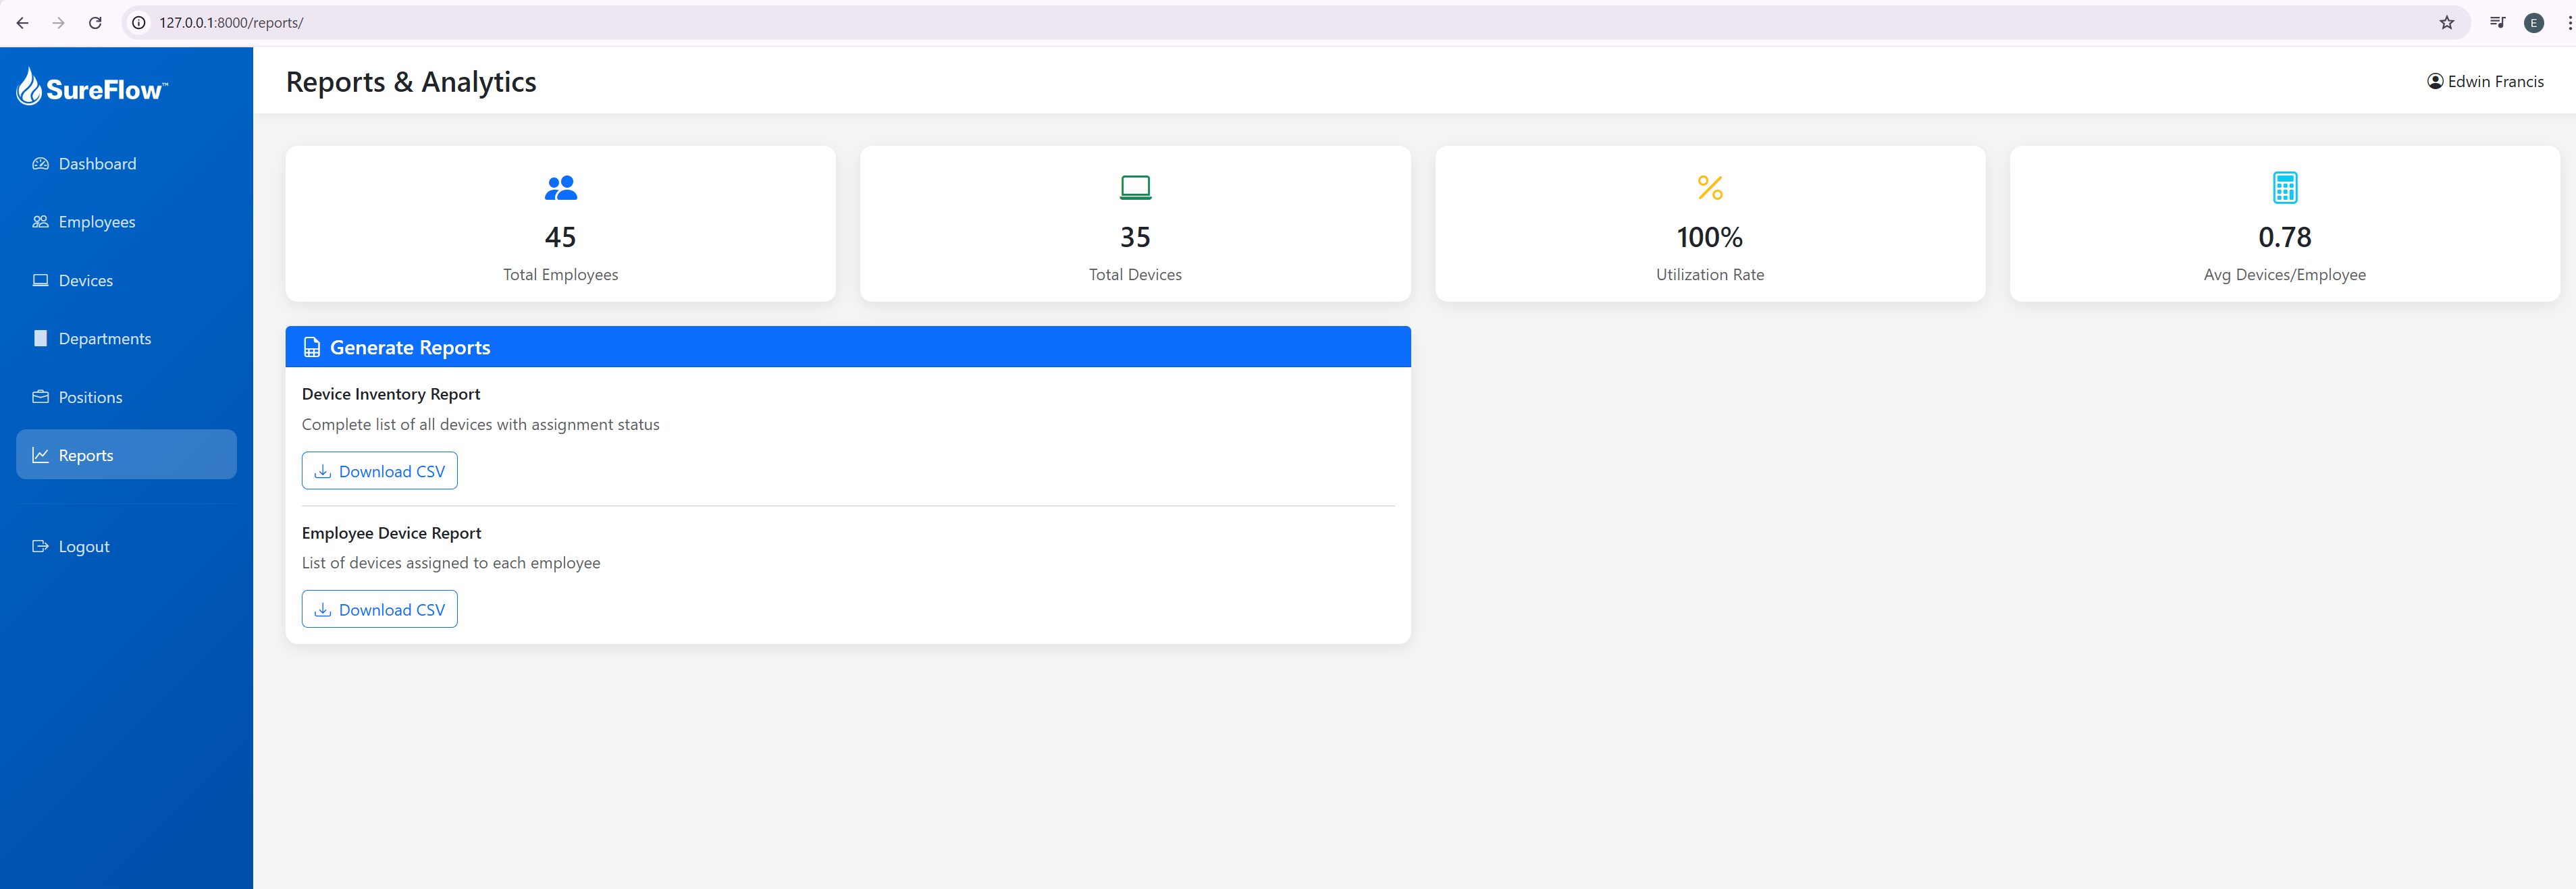 127.0.0.1:8000/reports/
E
SureFlow™
Reports & Analytics
Edwin Francis
Dashboard
Employees
Devices
Departments
Positions
Reports
Logout
45
Total Employees
35
Total Devices
100%
Utilization Rate
0.78
Avg Devices/Employee
Generate Reports
Device Inventory Report
Complete list of all devices with assignment status
Download CSV
Employee Device Report
List of devices assigned to each employee
Download CSV